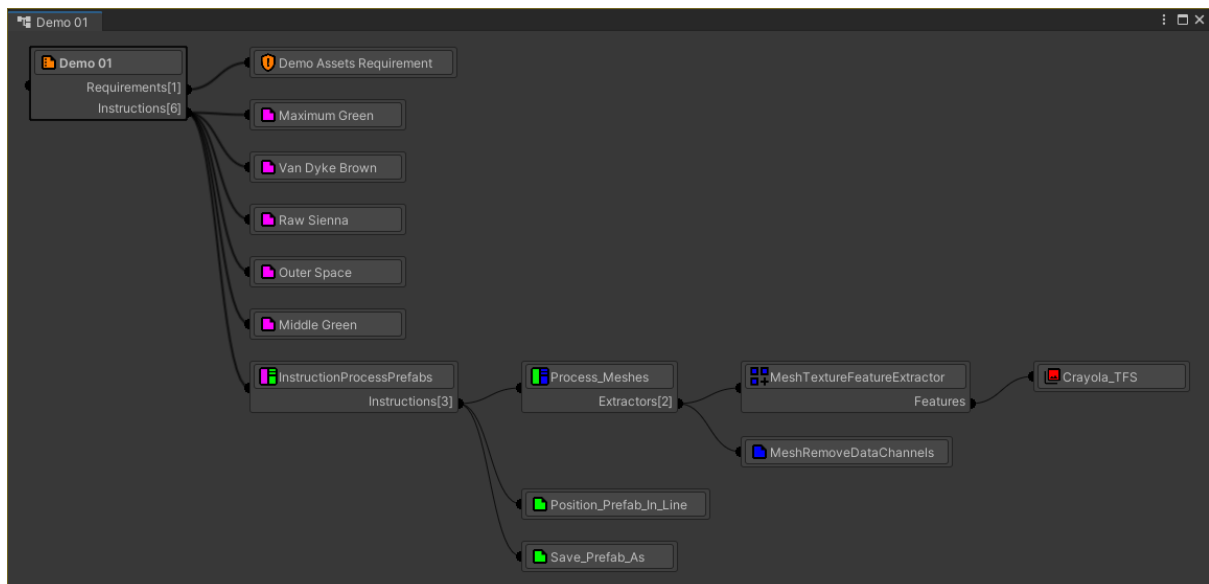 Demo 01
Demo 01
Requirements[1]
Instructions[6]
Demo Assets Requirement
Maximum Green
Van Dyke Brown
Raw Sienna
Outer Space
Middle Green
InstructionProcessPrefabs
Instructions[3]
Process_Meshes
Extractors[2]
MeshTextureFeatureExtractor
Features
Crayola_TFS
MeshRemoveDataChannels
Position_Prefab_In_Line
Save_Prefab_As